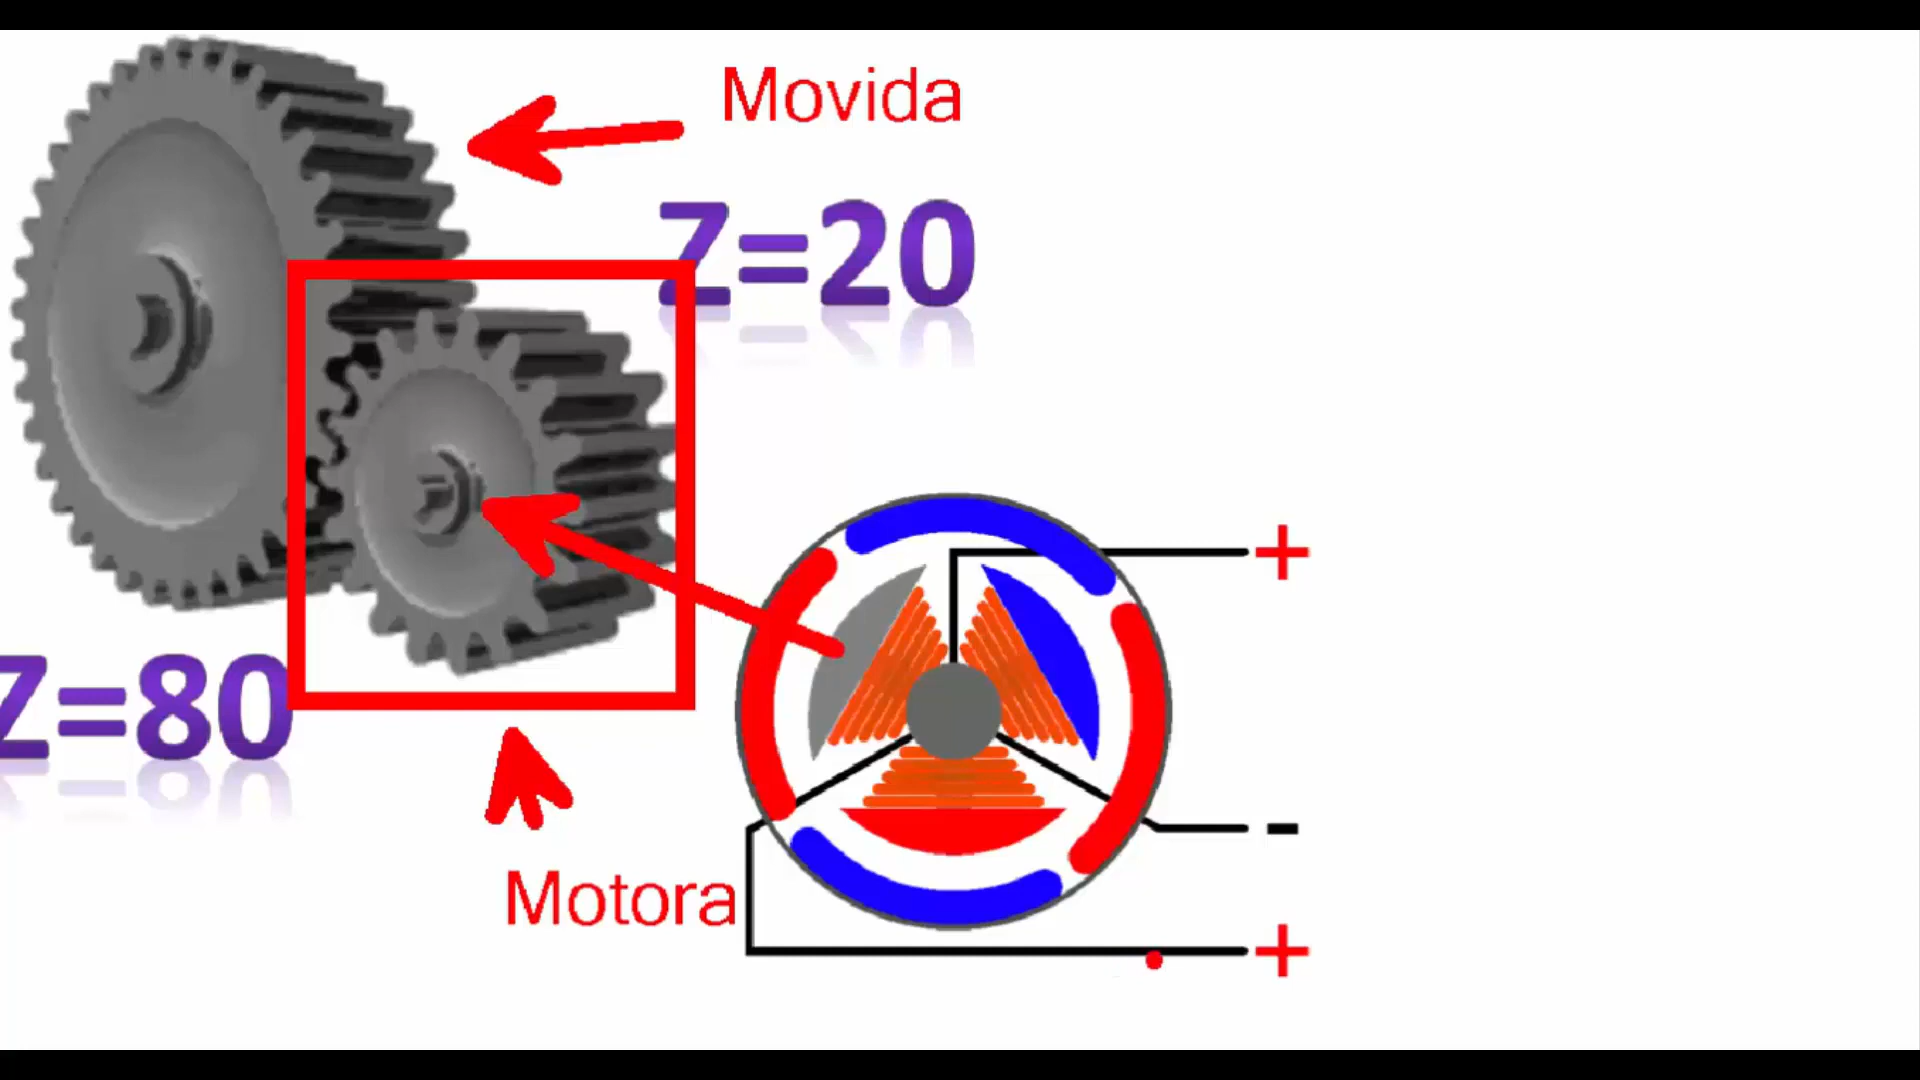 Movida
Z=20
Z=80
Motora
+
-
+